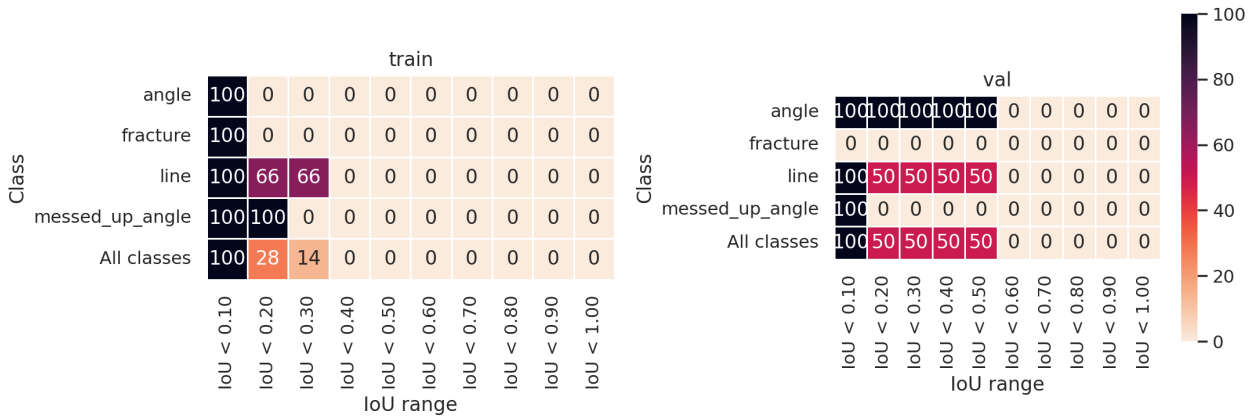 train
angle 100 0 0 0 0 0 0 0 0 0
fracture 100 0 0 0 0 0 0 0 0 0
line 100 66 66 0 0 0 0 0 0 0
messed_up_angle 100 100 0 0 0 0 0 0 0 0
All classes 100 28 14 0 0 0 0 0 0 0
Class
IoU < 0.10
IoU < 0.20
IoU < 0.30
IoU < 0.40
IoU < 0.50
IoU < 0.60
IoU < 0.70
IoU < 0.80
IoU < 0.90
IoU < 1.00
IoU range
val
angle 100 100 100 100 100 0 0 0 0 0
fracture 0 0 0 0 0 0 0 0 0 0
line 100 50 50 50 50 0 0 0 0 0
messed_up_angle 100 0 0 0 0 0 0 0 0 0
All classes 100 50 50 50 50 0 0 0 0 0
Class
IoU < 0.10
IoU < 0.20
IoU < 0.30
IoU < 0.40
IoU < 0.50
IoU < 0.60
IoU < 0.70
IoU < 0.80
IoU < 0.90
IoU < 1.00
IoU range
100
80
60
40
20
0